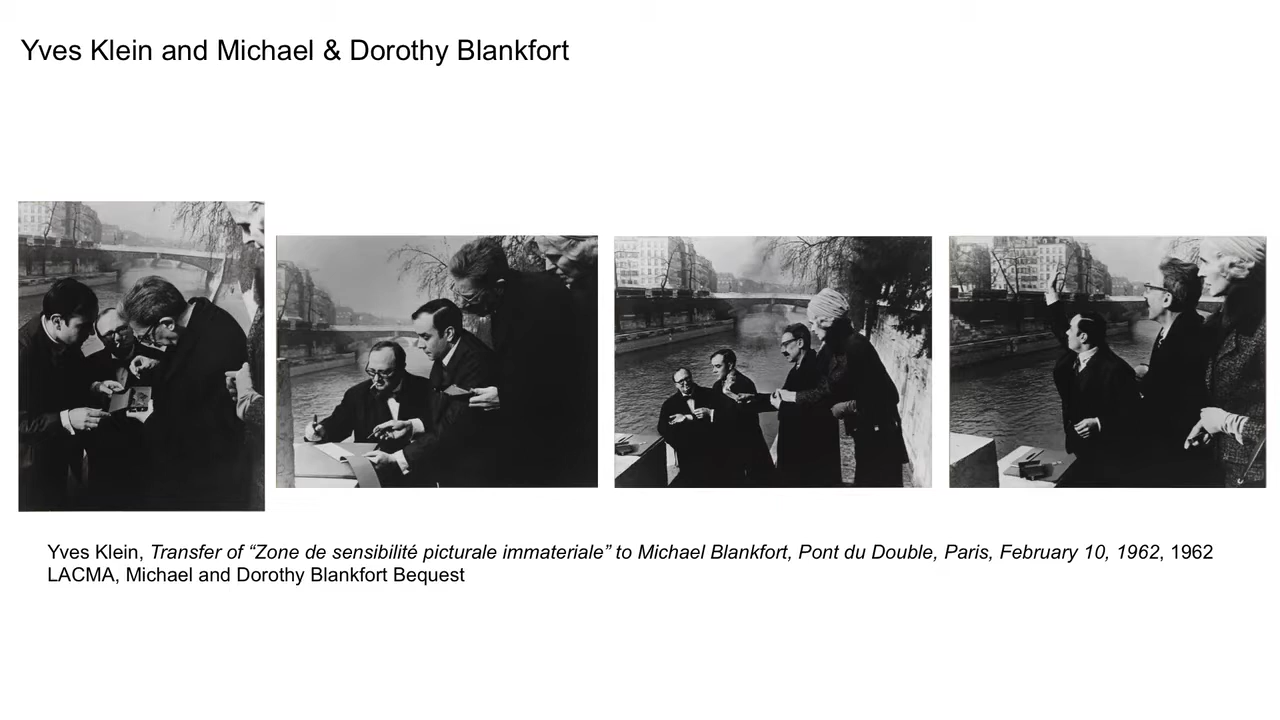 Yves Klein and Michael & Dorothy Blankfort
Yves Klein, Transfer of “Zone de sensibilité picturale immateriale” to Michael Blankfort, Pont du Double, Paris, February 10, 1962, 1962
LACMA, Michael and Dorothy Blankfort Bequest